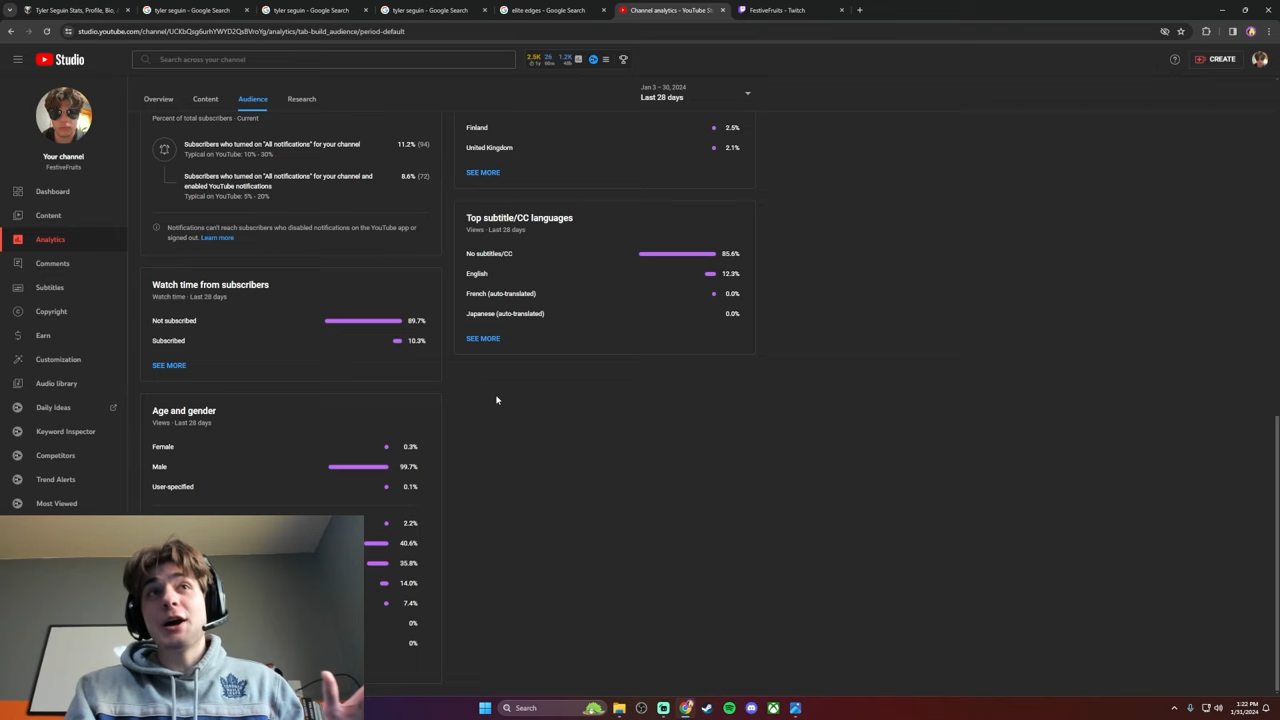 Tyler Seguin Stats, Profile, Bio, A
tyler seguin - Google Search
tyler seguin - Google Search
tyler seguin - Google Search
elite edges - Google Search
Channel analytics - YouTube St
FestiveFruits - Twitch
studio.youtube.com/channel/UCKbQsg6urhYWYD2Qs8VroYg/analytics/tab-build_audience/period-default
Studio
Search across your channel
2.5K 26 1.2K
1y 60m 48h
CREATE
Overview
Content
Audience
Research
Jan 3 – 30, 2024
Last 28 days
Your channel
FestiveFruits
Dashboard
Content
Analytics
Comments
Subtitles
Copyright
Earn
Customization
Audio library
Daily Ideas
Keyword Inspector
Competitors
Trend Alerts
Most Viewed
Percent of total subscribers · Current
Subscribers who turned on "All notifications" for your channel 11.2% (94)
Typical on YouTube: 10% - 30%
Subscribers who turned on "All notifications" for your channel and 8.6% (72)
enabled YouTube notifications
Typical on YouTube: 5% - 20%
Notifications can't reach subscribers who disabled notifications on the YouTube app or
signed out. Learn more
Watch time from subscribers
Watch time · Last 28 days
Not subscribed 89.7%
Subscribed 10.3%
SEE MORE
Age and gender
Views · Last 28 days
Female 0.3%
Male 99.7%
User-specified 0.1%
2.2%
40.6%
35.8%
14.0%
7.4%
0%
0%
Finland 2.5%
United Kingdom 2.1%
SEE MORE
Top subtitle/CC languages
Views · Last 28 days
No subtitles/CC 85.6%
English 12.3%
French (auto-translated) 0.0%
Japanese (auto-translated) 0.0%
SEE MORE
TORONTO
MAPLE
LEAFS
Search
1:22 PM
1/31/2024